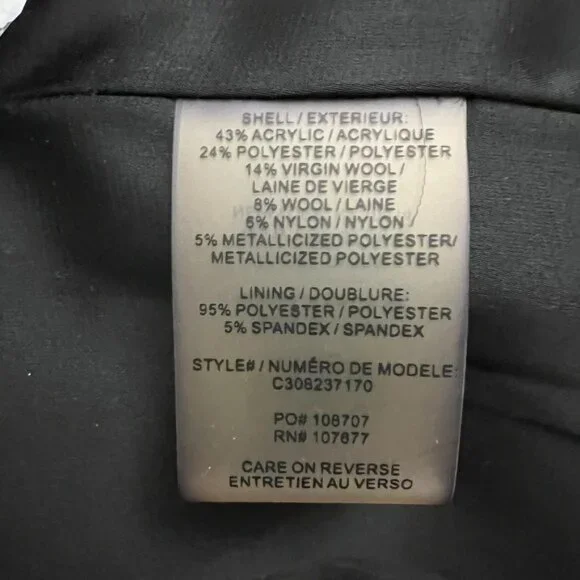 SHELL / EXTERIEUR:
43% ACRYLIC / ACRYLIQUE
24% POLYESTER / POLYESTER
14% VIRGIN WOOL /
LAINE DE VIERGE
8% WOOL / LAINE
6% NYLON / NYLON
5% METALLICIZED POLYESTER/
METALLICIZED POLYESTER
LINING / DOUBLURE:
95% POLYESTER / POLYESTER
5% SPANDEX / SPANDEX
STYLE# / NUMÉRO DE MODELE:
C308237170
PO# 108707
RN# 107877
CARE ON REVERSE
ENTRETIEN AU VERSO